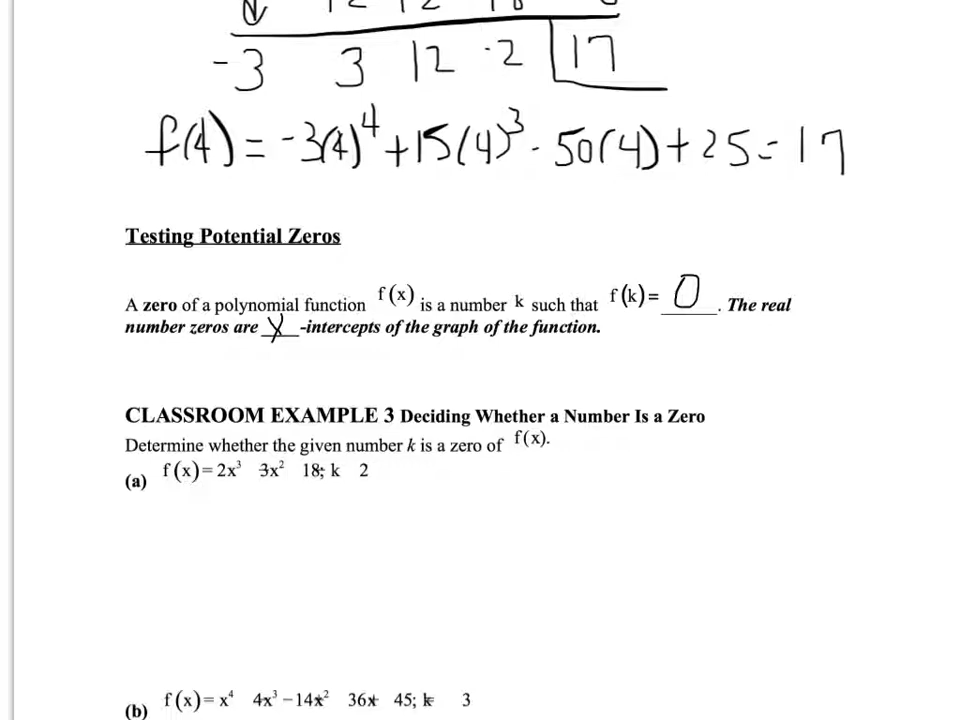 -3 3 12 -2 17
f(4) = -3(4)⁴ + 15(4)³ - 50(4) + 25 = 17
Testing Potential Zeros
A zero of a polynomial function f(x) is a number k such that f(k)= 0 . The real
number zeros are X -intercepts of the graph of the function.
CLASSROOM EXAMPLE 3 Deciding Whether a Number Is a Zero
Determine whether the given number k is a zero of f(x).
(a) f(x)=2x³ 3x² 18; k 2
(b) f(x)=x⁴ 4x³ –14x² 36x 45; k 3